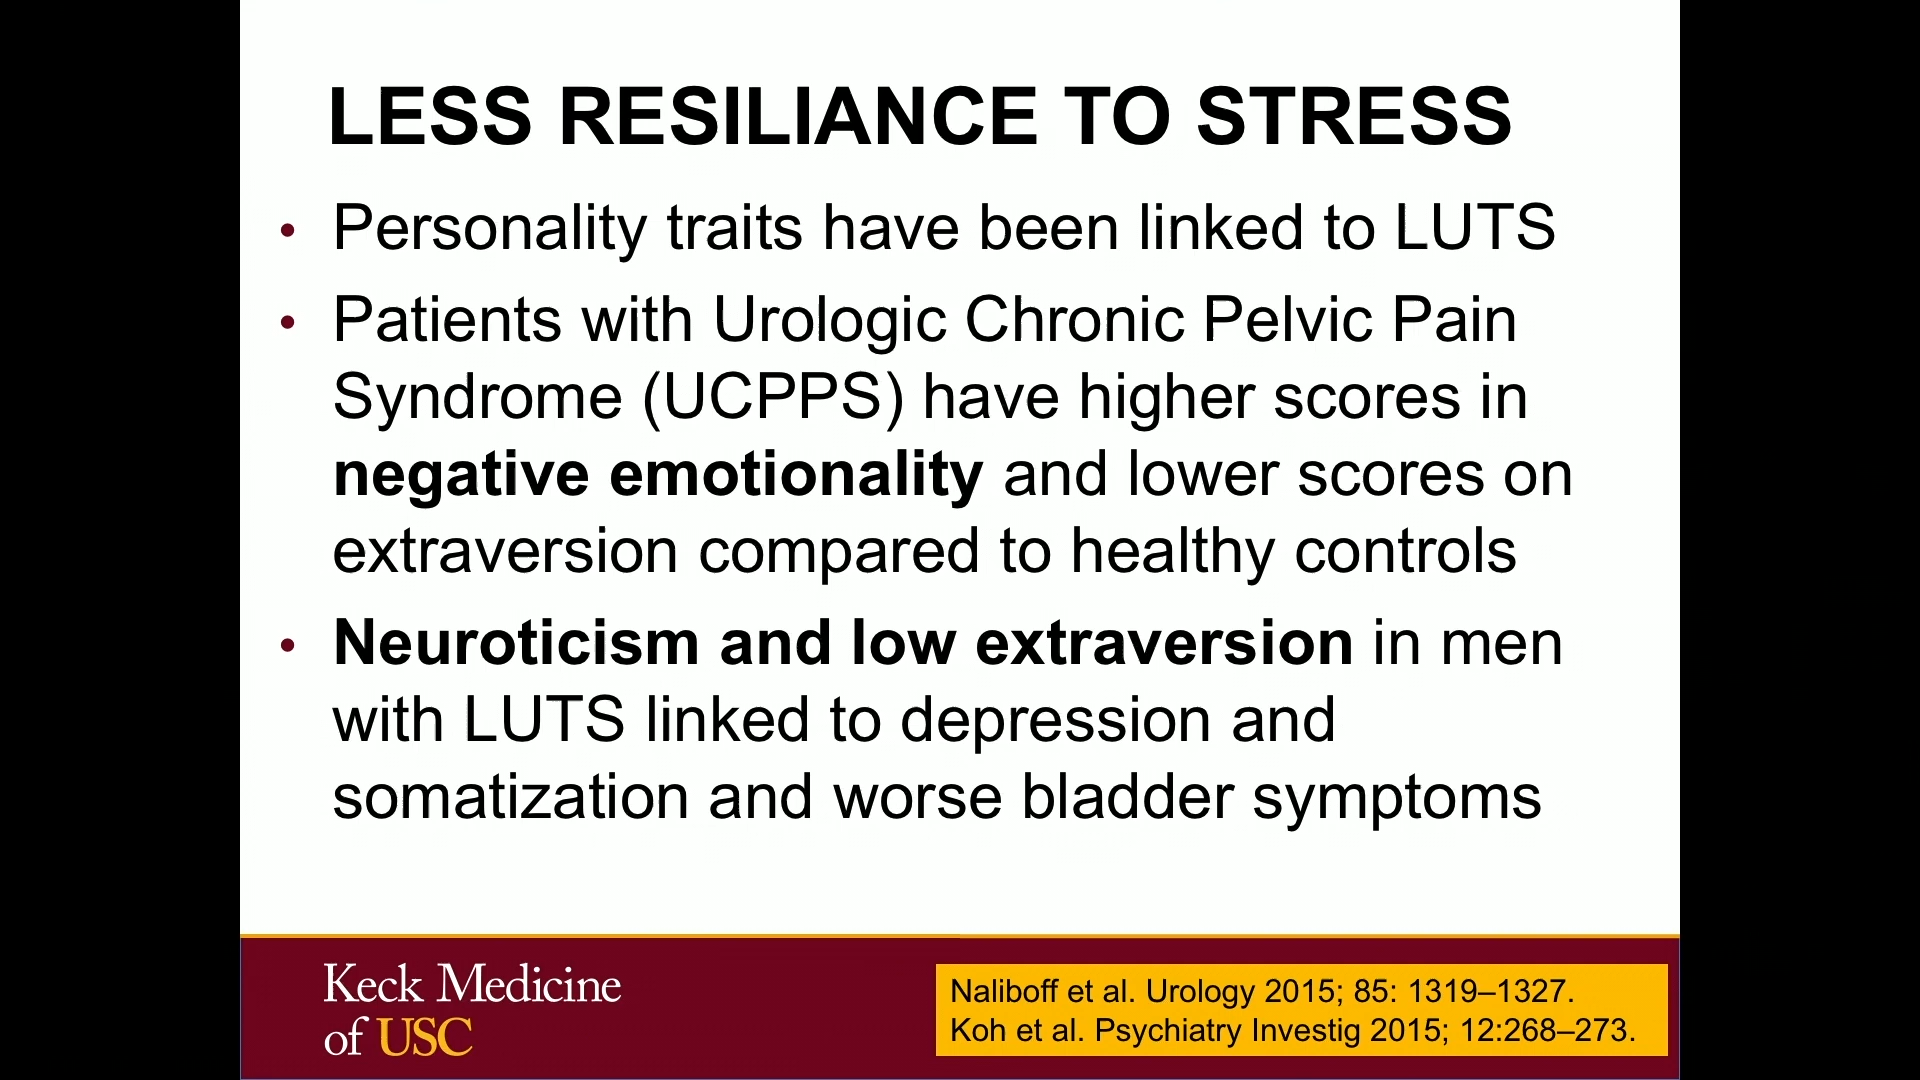 LESS RESILIANCE TO STRESS
• Personality traits have been linked to LUTS
• Patients with Urologic Chronic Pelvic Pain
Syndrome (UCPPS) have higher scores in
negative emotionality and lower scores on
extraversion compared to healthy controls
• Neuroticism and low extraversion in men
with LUTS linked to depression and
somatization and worse bladder symptoms
Keck Medicine
of USC
Naliboff et al. Urology 2015; 85: 1319–1327.
Koh et al. Psychiatry Investig 2015; 12:268–273.